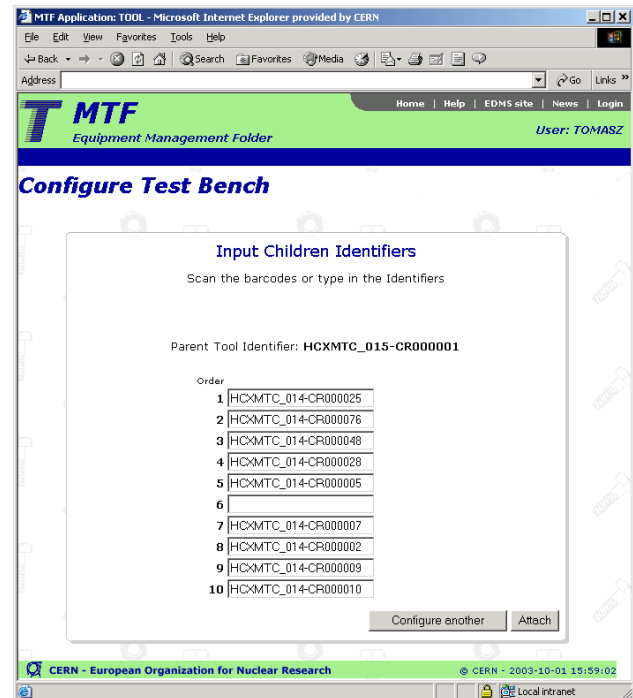 MTF Application: TOOL - Microsoft Internet Explorer provided by CERN
File Edit View Favorites Tools Help
Back Search Favorites Media
Address Go Links »
T MTF
Equipment Management Folder
Home | Help | EDMS site | News | Login
User: TOMASZ
Configure Test Bench
Input Children Identifiers
Scan the barcodes or type in the Identifiers
Parent Tool Identifier: HCXMTC_015-CR000001
Order
1 HCXMTC_014-CR000025
2 HCXMTC_014-CR000076
3 HCXMTC_014-CR000048
4 HCXMTC_014-CR000028
5 HCXMTC_014-CR000005
6
7 HCXMTC_014-CR000007
8 HCXMTC_014-CR000002
9 HCXMTC_014-CR000009
10 HCXMTC_014-CR000010
Configure another Attach
CERN - European Organization for Nuclear Research © CERN - 2003-10-01 15:59:02
Local intranet